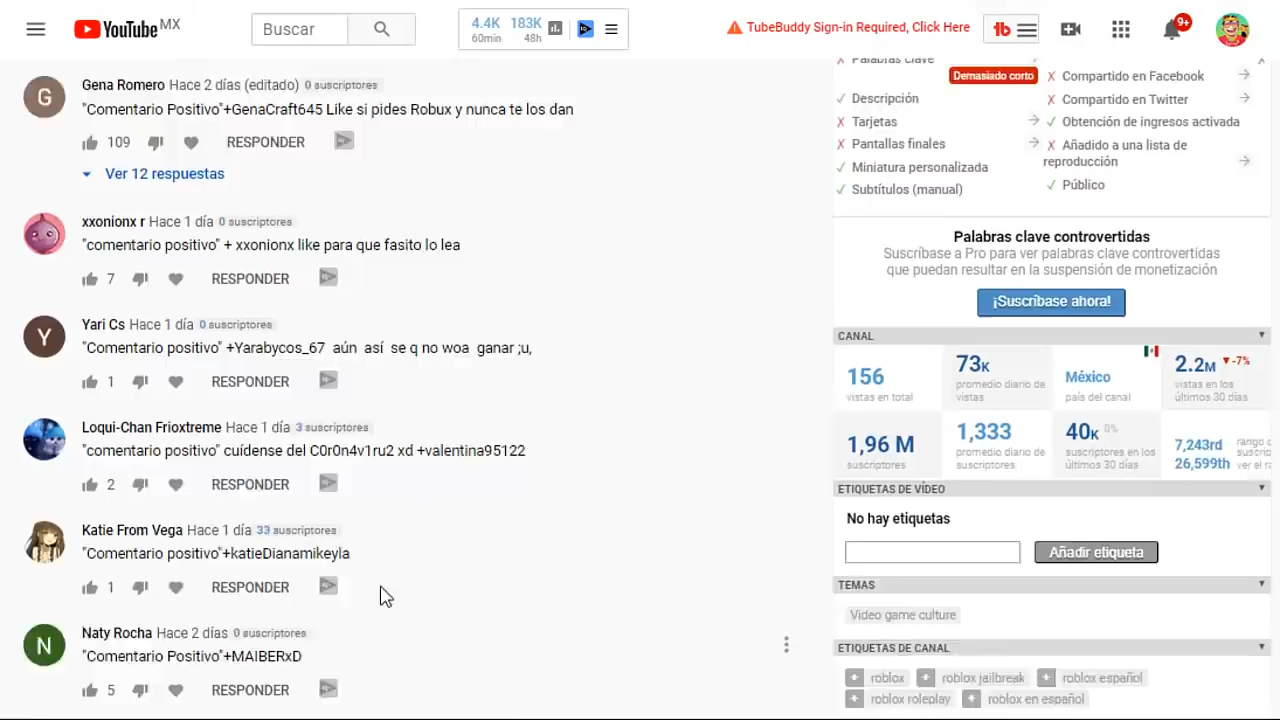 YouTube MX
Buscar
4.4K 183K
60min 48h
TubeBuddy Sign-in Required, Click Here
tb
9+
G
Gena Romero Hace 2 días (editado) 0 suscriptores
"Comentario Positivo"+GenaCraft645 Like si pides Robux y nunca te los dan
109 RESPONDER
Ver 12 respuestas
xxonionx r Hace 1 día 0 suscriptores
"comentario positivo" + xxonionx like para que fasito lo lea
7 RESPONDER
Y
Yari Cs Hace 1 día 0 suscriptores
"Comentario positivo" +Yarabycos_67 aún así se q no woa ganar ;u,
1 RESPONDER
Loqui-Chan Frioxtreme Hace 1 día 3 suscriptores
"comentario positivo" cuídense del C0r0n4v1ru2 xd +valentina95122
2 RESPONDER
Katie From Vega Hace 1 día 33 suscriptores
"Comentario positivo"+katieDianamikeyla
1 RESPONDER
N
Naty Rocha Hace 2 días 0 suscriptores
"Comentario Positivo"+MAIBERxD
5 RESPONDER
Palabras clave
Demasiado corto
Descripción
Tarjetas
Pantallas finales
Miniatura personalizada
Subtítulos (manual)
Compartido en Facebook
Compartido en Twitter
Obtención de ingresos activada
Añadido a una lista de
reproducción
Público
Palabras clave controvertidas
Suscríbase a Pro para ver palabras clave controvertidas
que puedan resultar en la suspensión de monetización
¡Suscríbase ahora!
CANAL
156
vistas en total
73K
promedio diario de
vistas
México
país del canal
2.2M -7%
vistas en los
últimos 30 días
1,96 M
suscriptores
1,333
promedio diario de
suscriptores
40K 0%
suscriptores en los
últimos 30 días
7,243rd
26,599th
rango
suscrip
ver el ra
ETIQUETAS DE VÍDEO
No hay etiquetas
Añadir etiqueta
TEMAS
Video game culture
ETIQUETAS DE CANAL
+ roblox + roblox jailbreak + roblox español
+ roblox roleplay + roblox en español